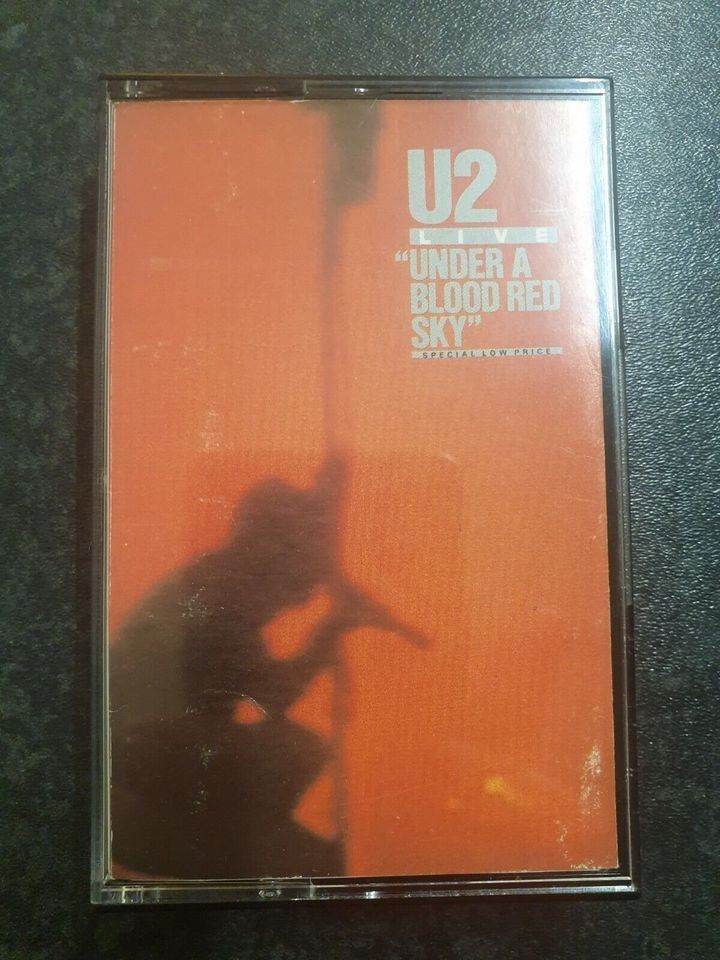 U2
LIVE
“UNDER A
BLOOD RED
SKY”
SPECIAL LOW PRICE